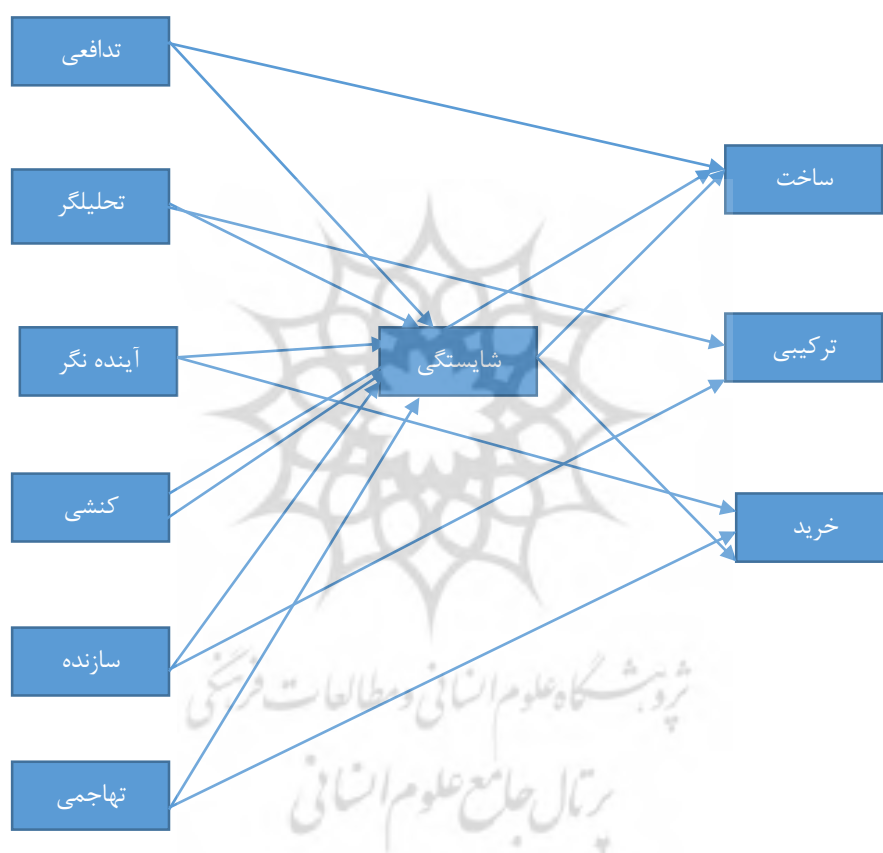 تدافعی
ساخت
تحلیلگر
ترکیبی
آینده نگر
شایستگی
کنشی
خرید
سازنده
پژوهشگاه علوم انسانی و مطالعات فرهنگی
تهاجمی
پرتال جامع علوم انسانی